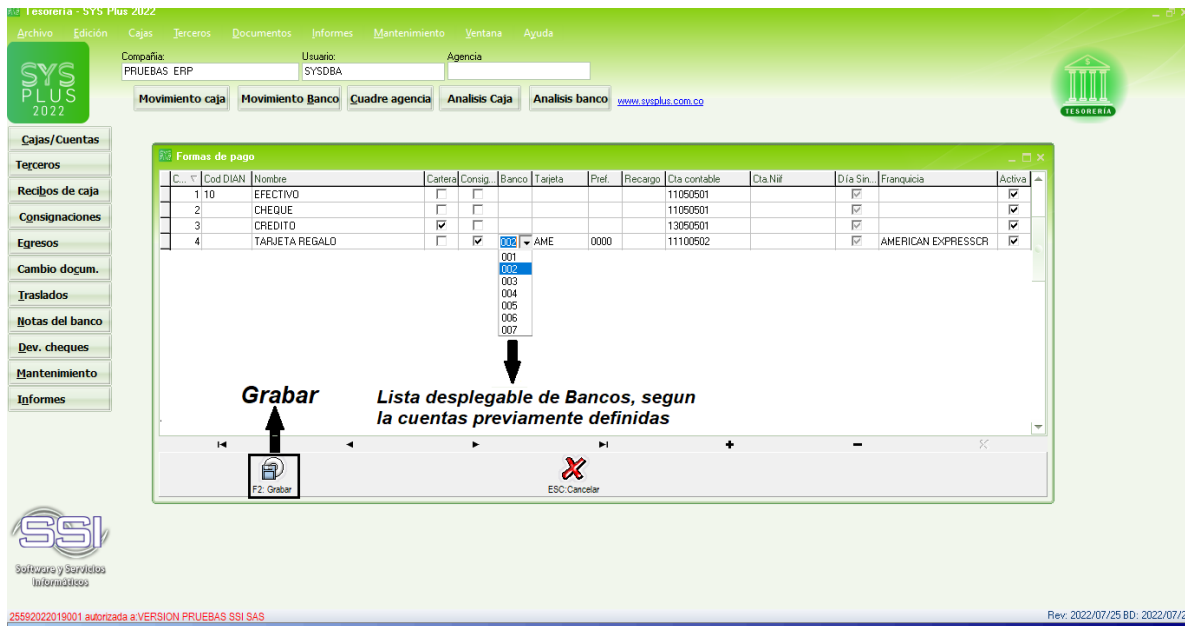 Tesorería - SYS Plus 2022
Archivo Edición Cajas Terceros Documentos Informes Mantenimiento Ventana Ayuda
Compañia: Usuario: Agencia
PRUEBAS ERP SYSDBA
SYS
PLUS
2022
Movimiento caja Movimiento Banco Cuadre agencia Analisis Caja Analisis banco www.sysplus.com.co
TESORERIA
Cajas/Cuentas
Terceros
Recibos de caja
Consignaciones
Egresos
Cambio docum.
Traslados
Notas del banco
Dev. cheques
Mantenimiento
Informes
Formas de pago
C... Cod DIAN Nombre Cartera Consig... Banco Tarjeta Pref. Recargo Cta contable Cta.Niif Día Sin... Franquicia Activa
1 10 EFECTIVO 11050501
2 CHEQUE 11050501
3 CREDITO 13050501
4 TARJETA REGALO 002 AME 0000 11100502 AMERICAN EXPRESSCR
001
002
003
004
005
006
007
Grabar
Lista desplegable de Bancos, segun
la cuentas previamente definidas
F2: Grabar ESC:Cancelar
SSI
Software y Servicios
Informáticos
25592022019001 autorizada a:VERSION PRUEBAS SSI SAS Rev: 2022/07/25 BD: 2022/07/2